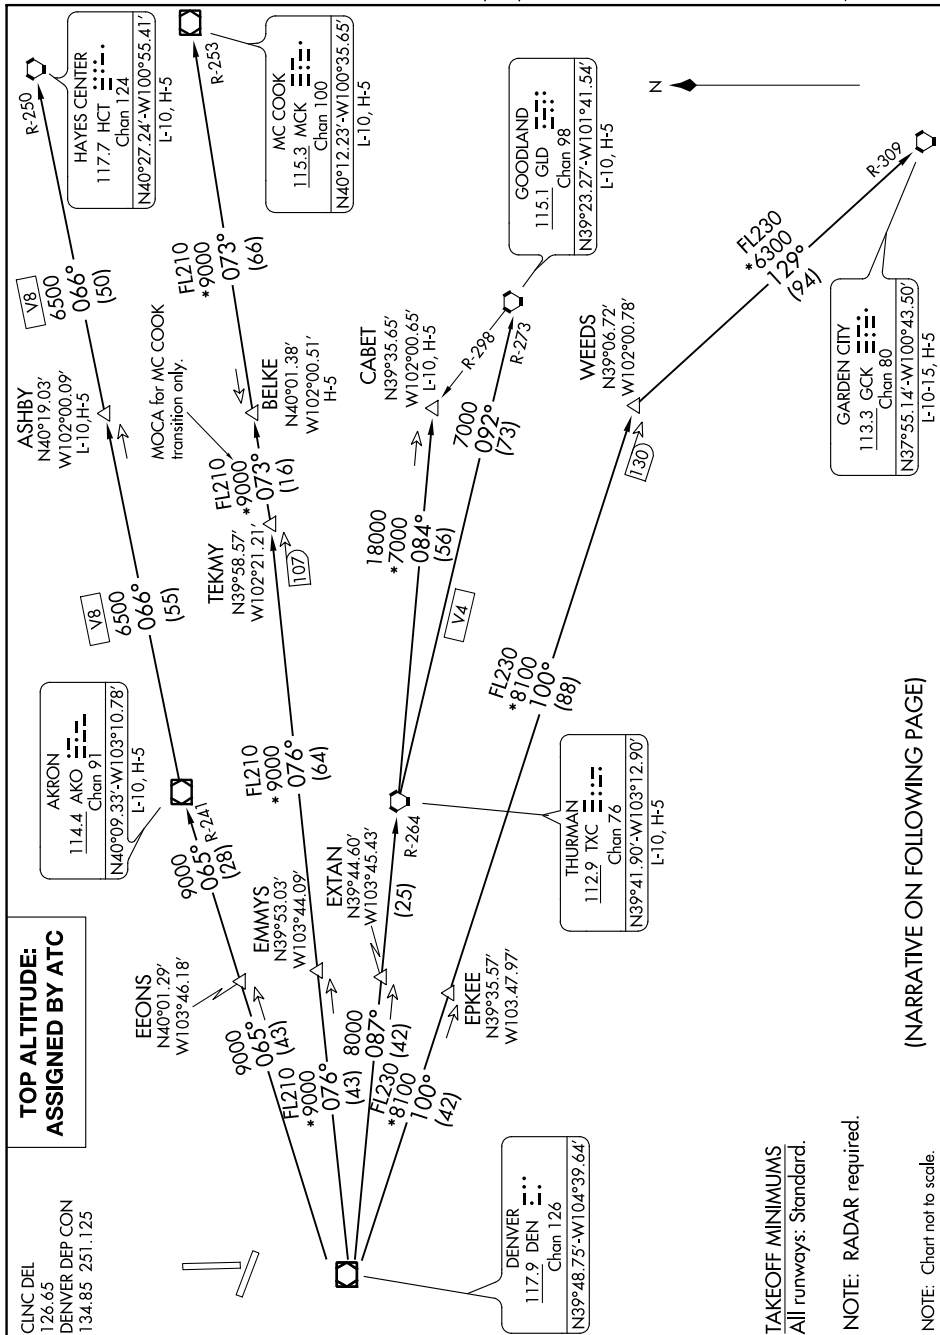 CLNC DEL
126.65
DENVER DEP CON
134.85 251.125
TOP ALTITUDE:
ASSIGNED BY ATC
AKRON
114.4 AKO
Chan 91
N40°09.33'-W103°10.78'
L-10, H-5
V8
6500
066°
(55)
ASHBY
N40°19.03'
W102°00.09'
L-10,H-5
V8
6500
066°
(50)
R-250
HAYES CENTER
117.7 HCT
Chan 124
N40°27.24'-W100°55.41'
L-10, H-5
R-253
MC COOK
115.3 MCK
Chan 100
N40°12.23'-W100°35.65'
L-10, H-5
EEONS
N40°01.29'
W103°46.18'
9000
065°
(43)
9000
065°
(28)
R-241
EMMYS
N39°53.03'
W103°44.09'
FL210
*9000
076°
(43)
FL210
*9000
076°
(64)
TEKMY
N39°58.57'
W102°21.21'
107
FL210
*9000
073°
(16)
MOCA for MC COOK
transition only.
BELKE
N40°01.38'
W102°00.51'
H-5
FL210
*9000
073°
(66)
EXTAN
N39°44.60'
W103°45.43'
8000
087°
(42)
(25)
R-264
18000
*7000
084°
(56)
CABET
N39°35.65'
W102°00.65'
L-10, H-5
R-298
R-273
V4
7000
092°
(73)
GOODLAND
115.1 GLD
Chan 98
N39°23.27'-W101°41.54'
L-10, H-5
N
DENVER
117.9 DEN
Chan 126
N39°48.75'-W104°39.64'
FL230
*8100
100°
(42)
EPKEE
N39°35.57'
W103.47.97'
THURMAN
112.9 TXC
Chan 76
N39°41.90'-W103°12.90'
L-10, H-5
FL230
*8100
100°
(88)
130
WEEDS
N39°06.72'
W102°00.78'
FL230
*6300
129°
(94)
R-309
GARDEN CITY
113.3 GCK
Chan 80
N37°55.14'-W100°43.50'
L-10-15, H-5
TAKEOFF MINIMUMS
All runways: Standard.
NOTE: RADAR required.
NOTE: Chart not to scale.
(NARRATIVE ON FOLLOWING PAGE)